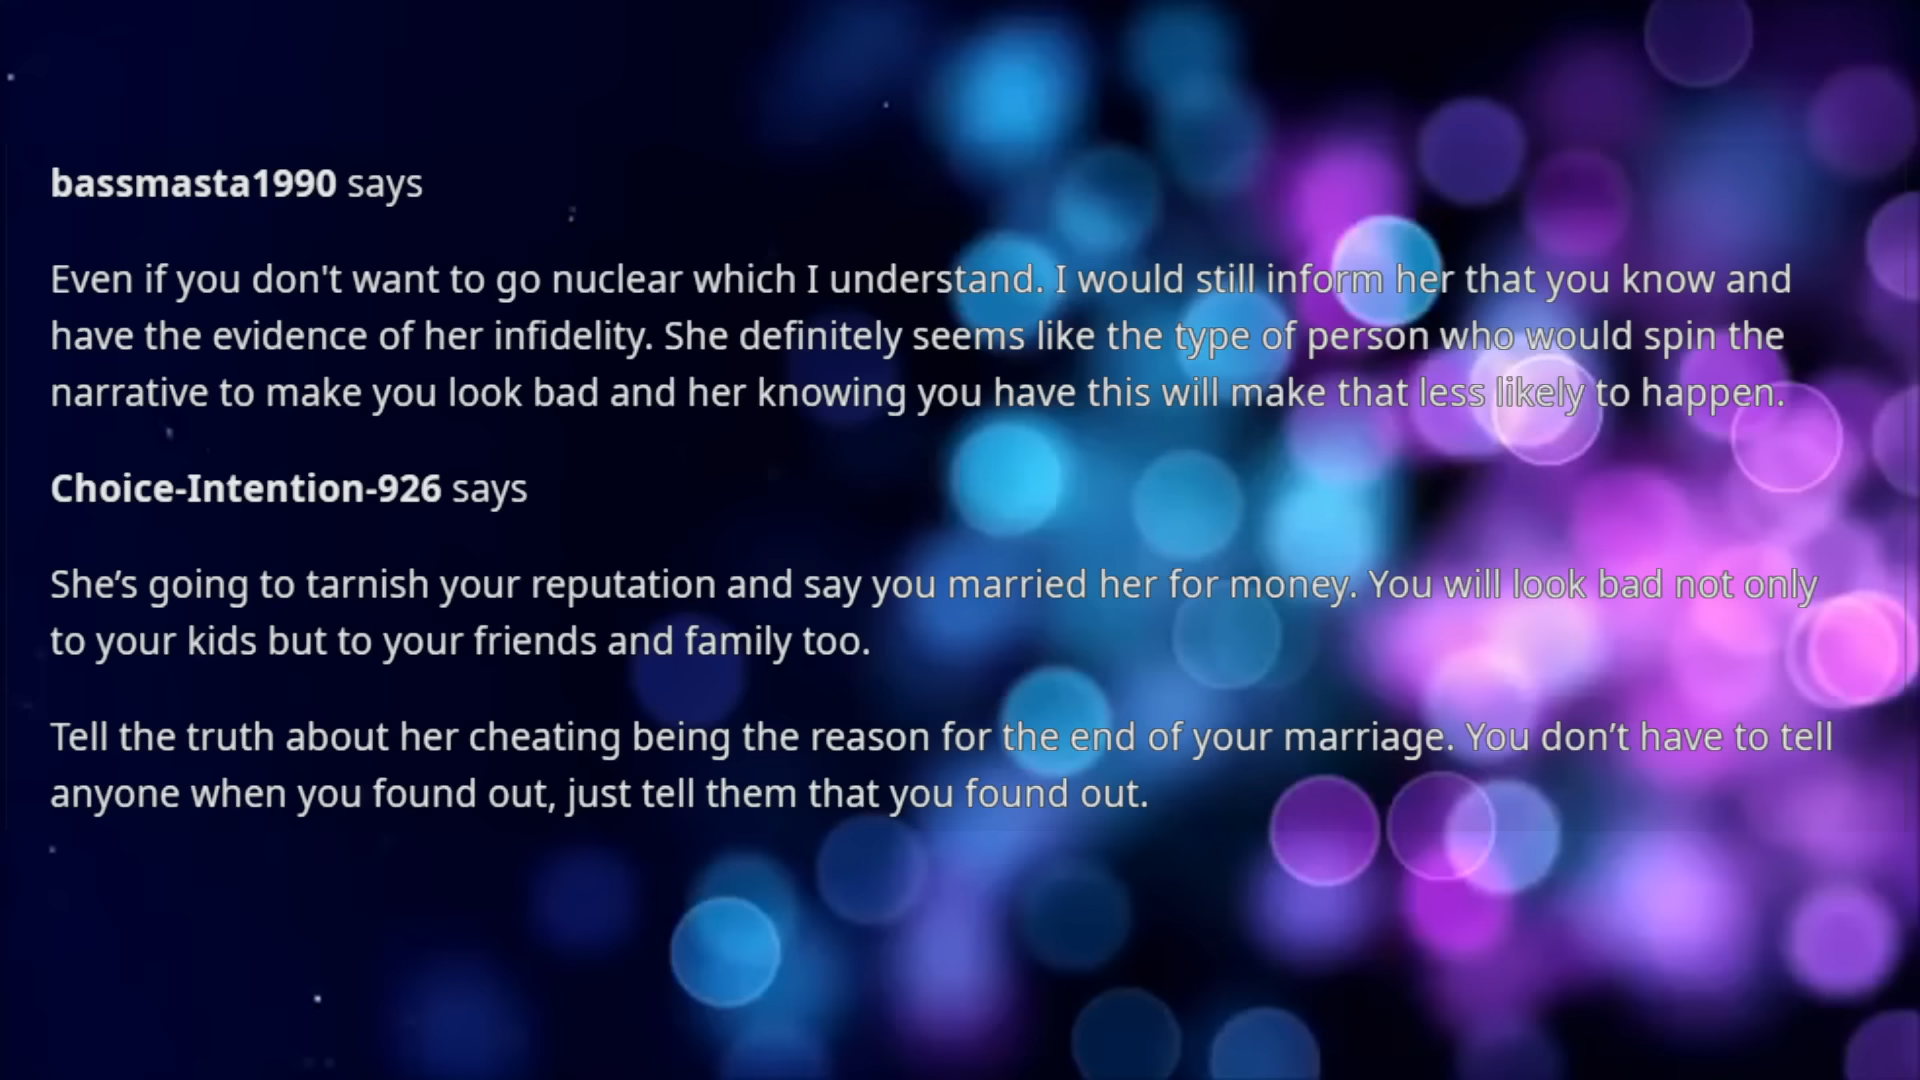 bassmasta1990 says
Even if you don't want to go nuclear which I understand. I would still inform her that you know and
have the evidence of her infidelity. She definitely seems like the type of person who would spin the
narrative to make you look bad and her knowing you have this will make that less likely to happen.
Choice-Intention-926 says
She’s going to tarnish your reputation and say you married her for money. You will look bad not only
to your kids but to your friends and family too.
Tell the truth about her cheating being the reason for the end of your marriage. You don’t have to tell
anyone when you found out, just tell them that you found out.